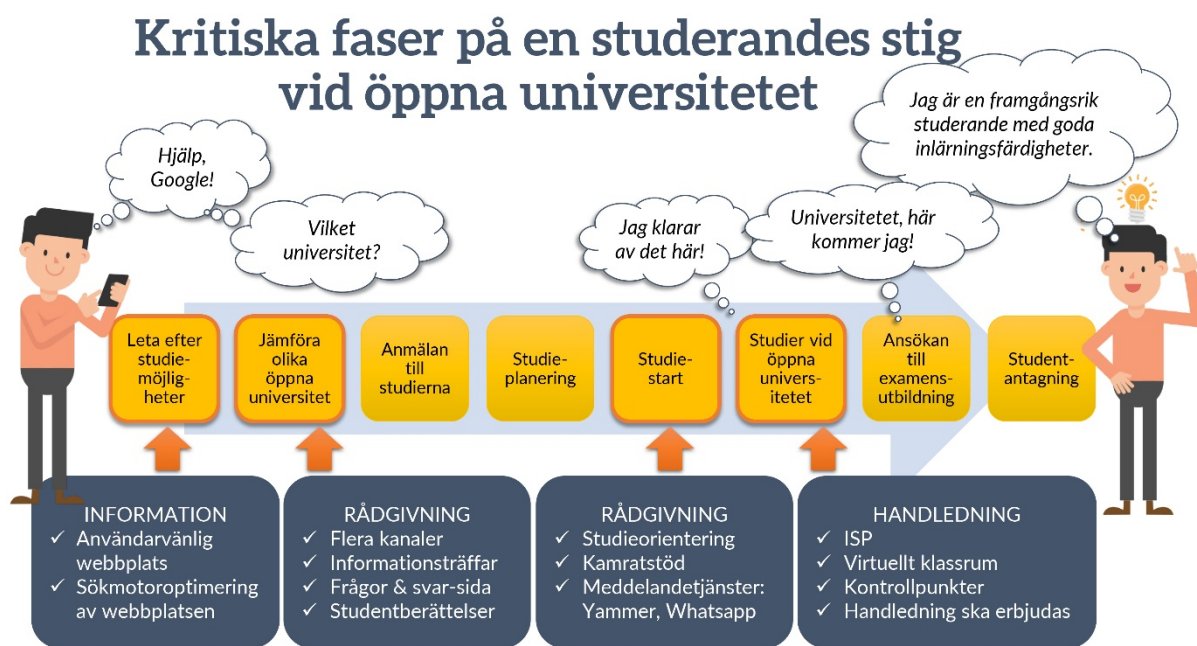 Kritiska faser på en studerandes stig
vid öppna universitetet
Hjälp,
Google!
Vilket
universitet?
Jag klarar
av det här!
Universitetet, här
kommer jag!
Jag är en framgångsrik
studerande med goda
inlärningsfärdigheter.
Leta efter
studie-
möjlig-
heter
Jämföra
olika
öppna
universitet
Anmälan
till
studierna
Studie-
planering
Studie-
start
Studier vid
öppna
univers-
itetet
Ansökan
till
examens-
utbildning
Student-
antagning
INFORMATION
✓ Användarvänlig
webbplats
✓ Sökmotoroptimering
av webbplatsen
RÅDGIVNING
✓ Flera kanaler
✓ Informationsträffar
✓ Frågor & svar-sida
✓ Studentberättelser
RÅDGIVNING
✓ Studieorientering
✓ Kamratstöd
✓ Meddelandetjänster:
Yammer, Whatsapp
HANDLEDNING
✓ ISP
✓ Virtuellt klassrum
✓ Kontrollpunkter
✓ Handledning ska erbjudas